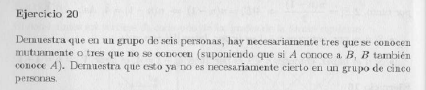 Ejercicio 20
Demuestra que en un grupo de seis personas, hay necesariamente tres que se conocen
mutuamente o tres que no se conocen (suponiendo que si A conoce a B, B también
conoce A). Demuestra que esto ya no es necesariamente cierto en un grupo de cinco
personas.